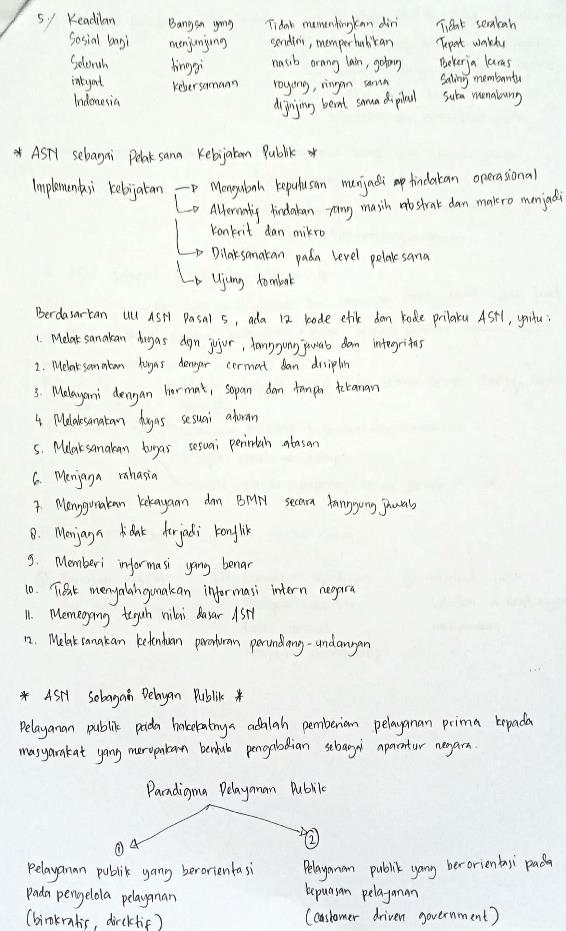 5.) Keadilan Bangsa yang Tidak mementingkan diri Tidak serakah
Sosial bagi menjunjung sendiri, memperhatikan Tepat waktu
Seluruh tinggi nasib orang lain, gotong Bekerja keras
rakyat kebersamaan royong, ringan sama Saling membantu
Indonesia dijinjing berat sama dipikul Suka menabung
* ASN sebagai Pelaksana Kebijakan Publik *
Implementasi kebijakan → Mengubah keputusan menjadi tindakan operasional
→ Alternatif tindakan yang masih abstrak dan makro menjadi
konkrit dan mikro
→ Dilaksanakan pada level pelaksana
→ Ujung tombak
Berdasarkan UU ASN Pasal 5, ada 12 kode etik dan kode prilaku ASN, yaitu:
1. Melaksanakan tugas dgn jujur, tanggungjawab dan integritas
2. Melaksanakan tugas dengar cermat dan disiplin
3. Melayani dengan hormat, sopan dan tanpa tekanan
4. Melaksanakan tugas sesuai aturan
5. Melaksanakan tugas sesuai perintah atasan
6. Menjaga rahasia
7. Menggunakan kekayaan dan BMN secara tanggung jawab
8. Menjaga tidak terjadi konflik
9. Memberi informasi yang benar
10. Tidak menyalahgunakan informasi intern negara
11. Memegang teguh nilai dasar ASN
12. Melaksanakan ketentuan peraturan perundang-undangan
* ASN Sebagai Pelayan Publik *
Pelayanan publik pada hakekatnya adalah pemberian pelayanan prima kepada
masyarakat yang merupakan bentuk pengabdian sebagai aparatur negara.
Paradigma Pelayanan Publik
① ②
Pelayanan publik yang berorientasi Pelayanan publik yang berorientasi pada
pada pengelola pelayanan kepuasan pelayanan
(birokratis, direktif) (customer driven government)